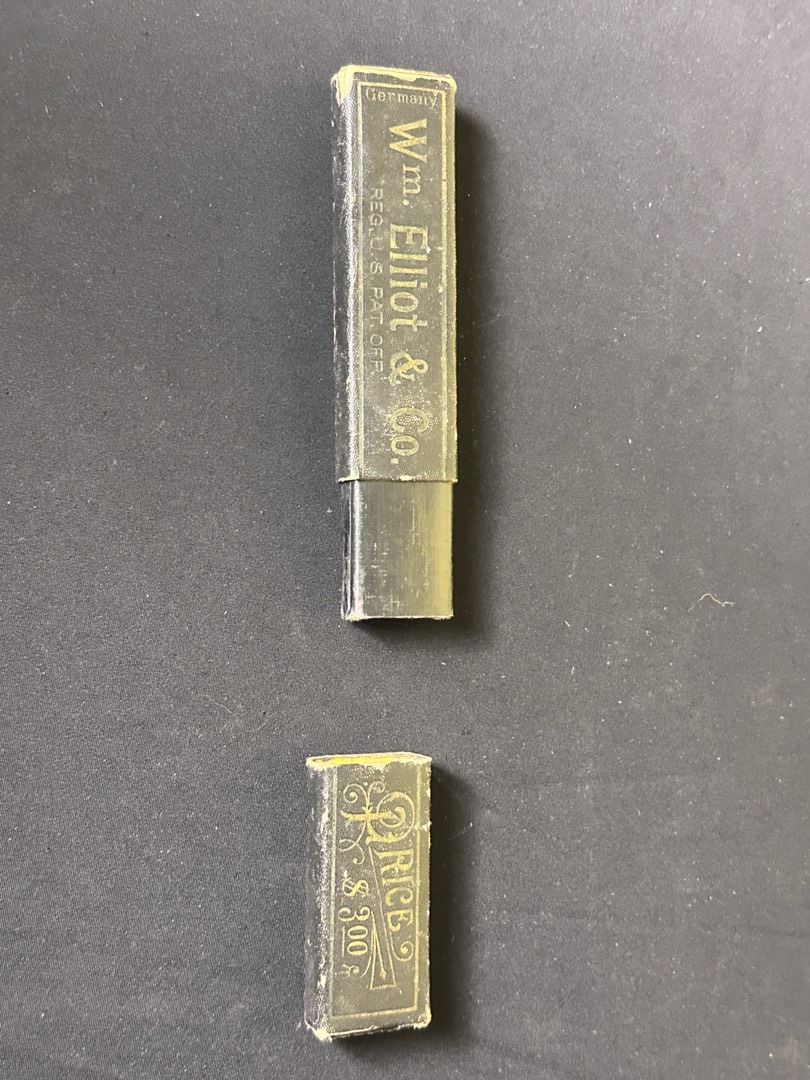 Germany
Wm. Elliot & Co.
REG. U. S. PAT. OFF.
PRICE
$3.00